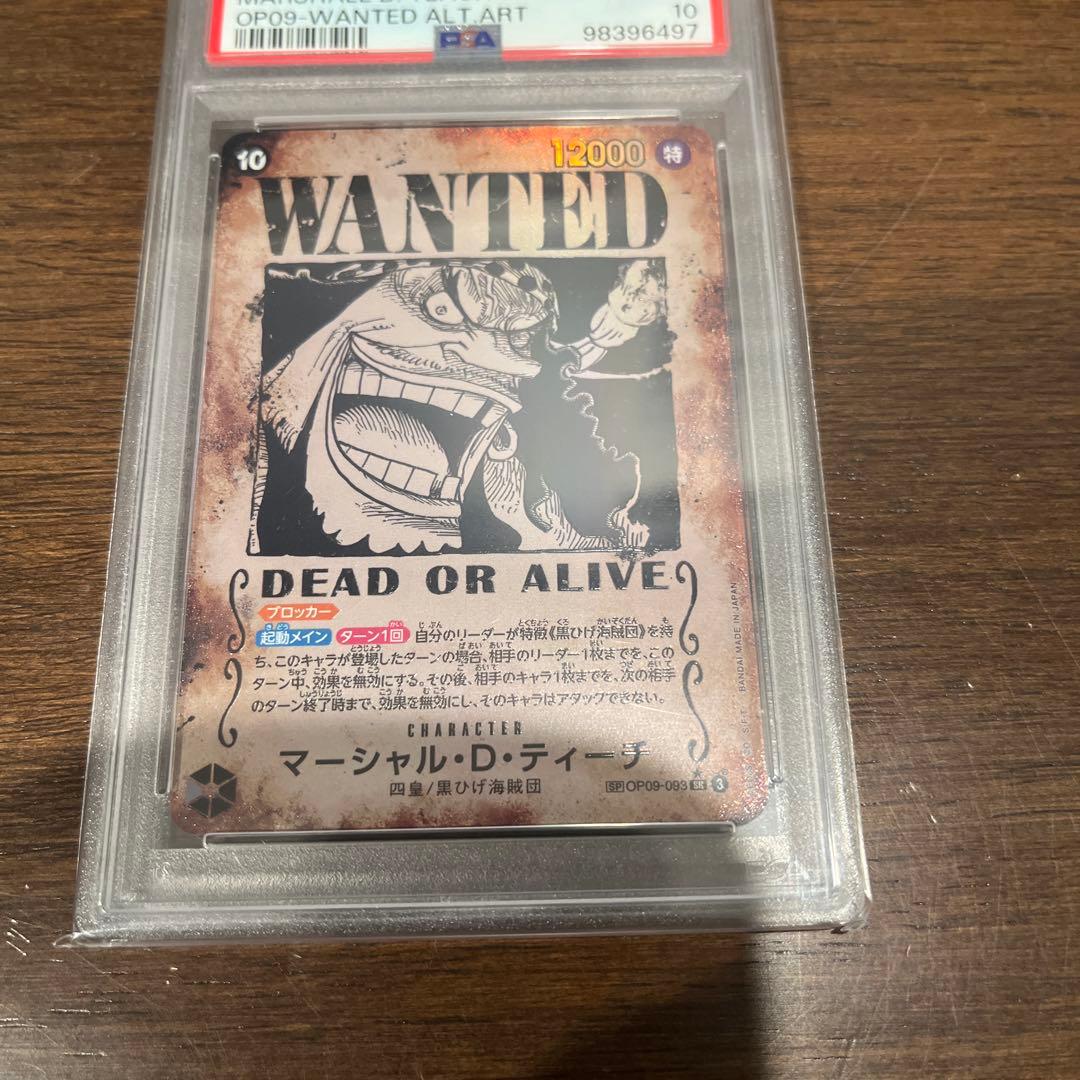 MARSHALL D. TEACH
OP09-WANTED ALT.ART 10
PSA 98396497
10 12000 特
WANTED
DEAD OR ALIVE
ブロッカー
起動メイン ターン1回 自分のリーダーが特徴《黒ひげ海賊団》を持
ち、このキャラが登場したターンの場合、相手のリーダー1枚までを、この
ターン中、効果を無効にする。その後、相手のキャラ1枚までを、次の相手
のターン終了時まで、効果を無効にし、そのキャラはアタックできない。
CHARACTER
マーシャル・D・ティーチ
四皇/黒ひげ海賊団
SP OP09-093 SR 3
BANDAI MADE IN JAPAN